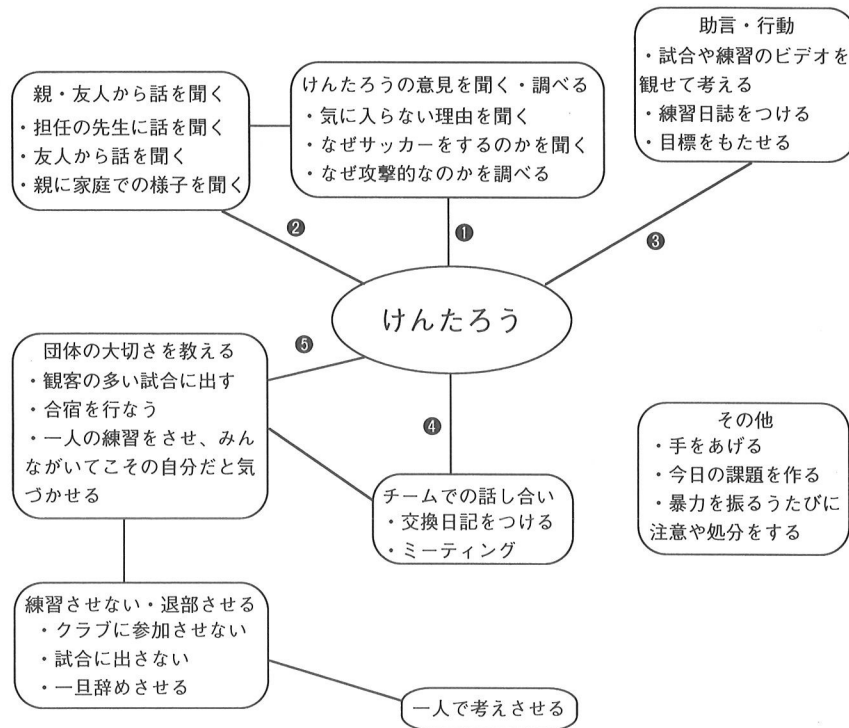 親・友人から話を聞く
・担任の先生に話を聞く
・友人から話を聞く
・親に家庭での様子を聞く
けんたろうの意見を聞く・調べる
・気に入らない理由を聞く
・なぜサッカーをするのかを聞く
・なぜ攻撃的なのかを調べる
助言・行動
・試合や練習のビデオを
観せて考える
・練習日誌をつける
・目標をもたせる
❷
❶
❸
けんたろう
❺
❹
団体の大切さを教える
・観客の多い試合に出す
・合宿を行なう
・一人の練習をさせ、みん
ながいてこその自分だと気
づかせる
チームでの話し合い
・交換日記をつける
・ミーティング
その他
・手をあげる
・今日の課題を作る
・暴力を振るうたびに
注意や処分をする
練習させない・退部させる
・クラブに参加させない
・試合に出さない
・一旦辞めさせる
一人で考えさせる